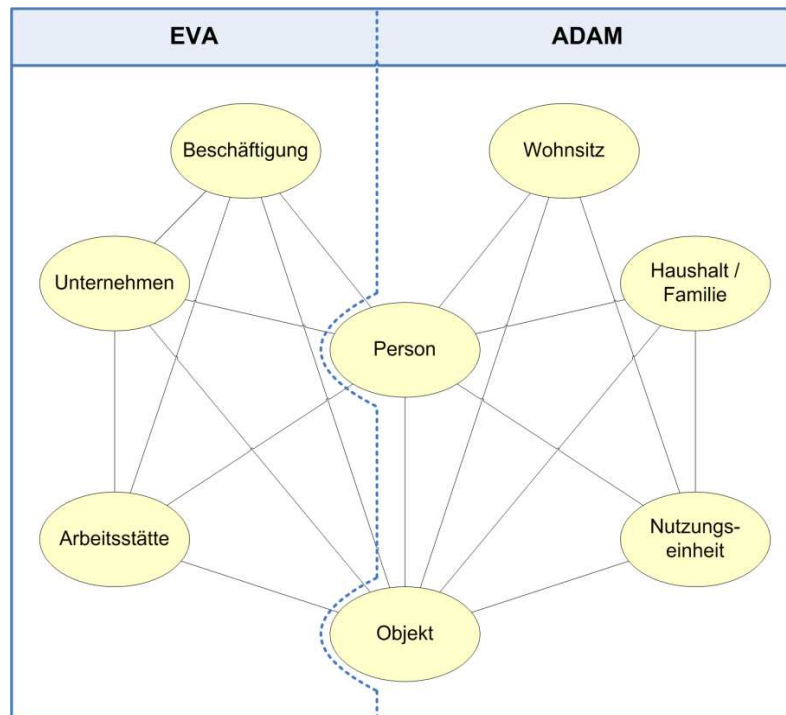 EVA
ADAM
Beschäftigung
Wohnsitz
Unternehmen
Haushalt /
Familie
Person
Arbeitsstätte
Nutzungs-
einheit
Objekt